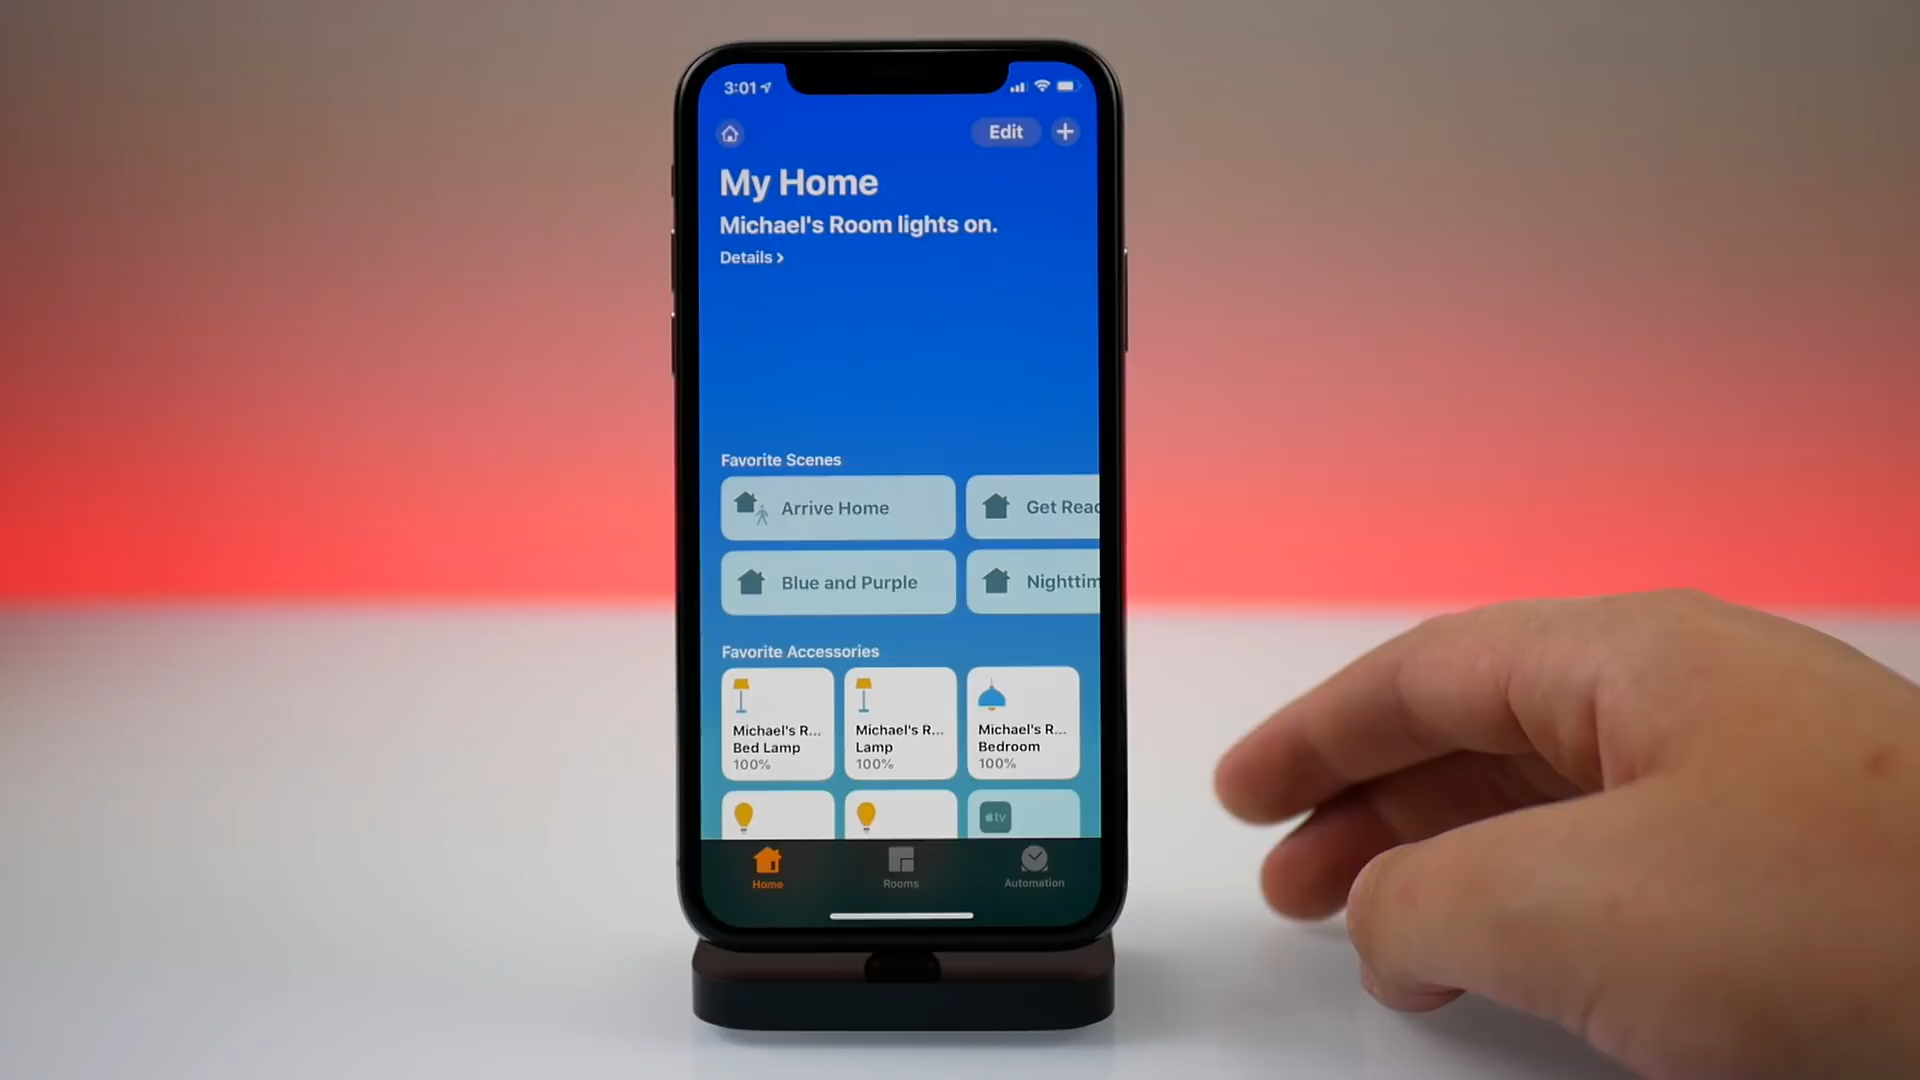 3:01
Edit
My Home
Michael's Room lights on.
Details >
Favorite Scenes
Arrive Home
Get Reac
Blue and Purple
Nighttim
Favorite Accessories
Michael's R...
Bed Lamp
100%
Michael's R...
Lamp
100%
Michael's R...
Bedroom
100%
tv
Home
Rooms
Automation